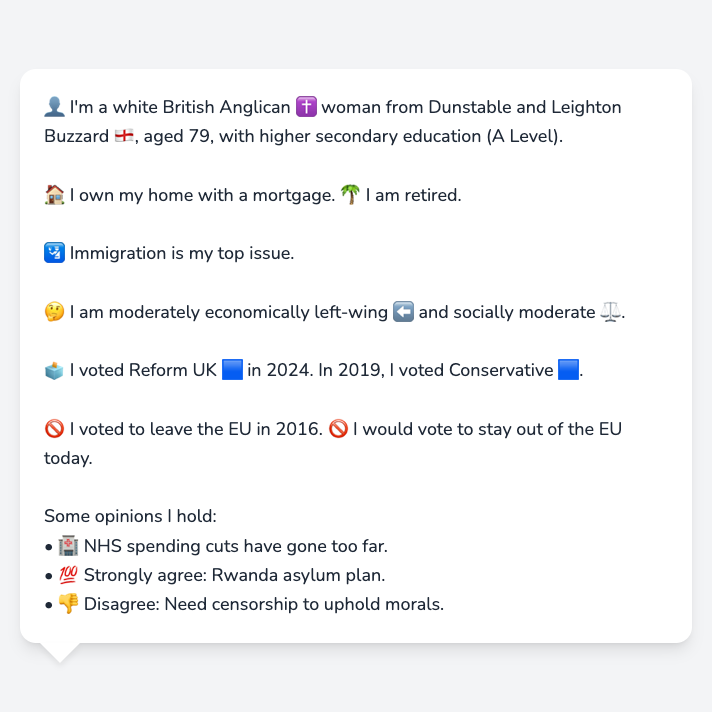 👤 I'm a white British Anglican ✝️ woman from Dunstable and Leighton
Buzzard 🏴󠁧󠁢󠁥󠁮󠁧󠁿, aged 79, with higher secondary education (A Level).
🏠 I own my home with a mortgage. 🌴 I am retired.
🛂 Immigration is my top issue.
🤔 I am moderately economically left-wing ⬅️ and socially moderate ⚖️.
🗳️ I voted Reform UK 🟦 in 2024. In 2019, I voted Conservative 🟦.
🚫 I voted to leave the EU in 2016. 🚫 I would vote to stay out of the EU
today.
Some opinions I hold:
• 🏥 NHS spending cuts have gone too far.
• 💯 Strongly agree: Rwanda asylum plan.
• 👎 Disagree: Need censorship to uphold morals.